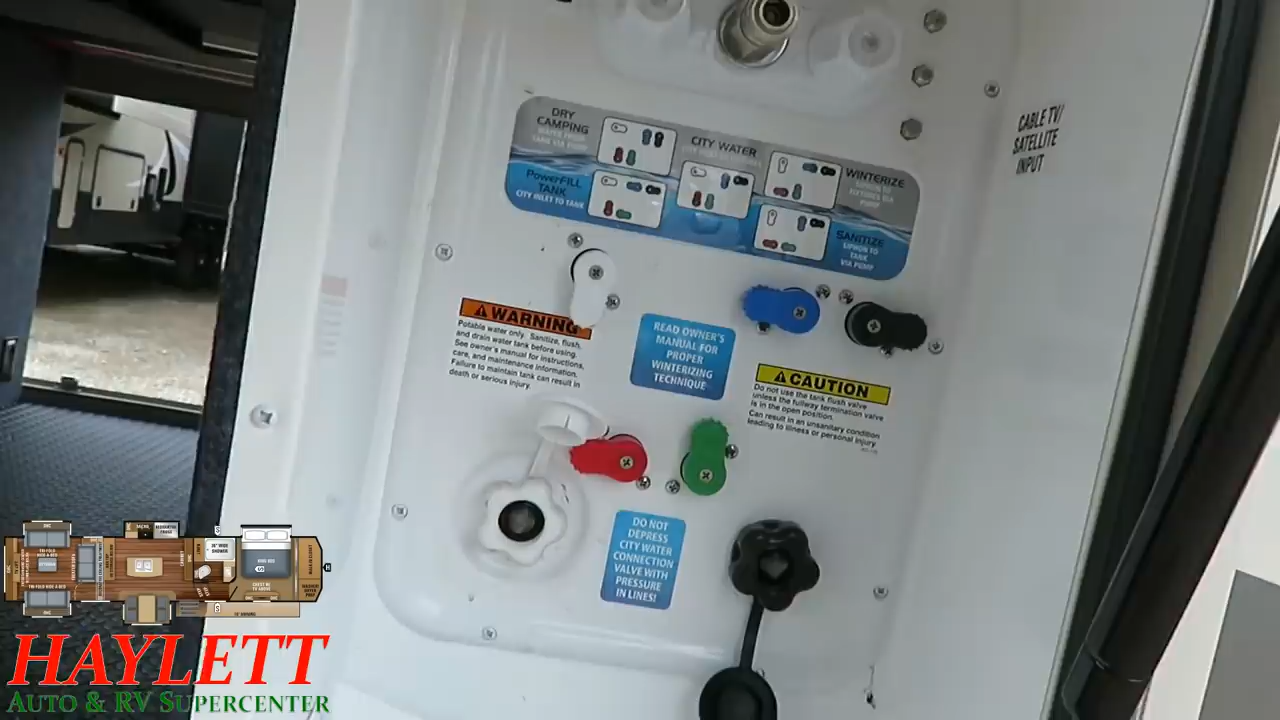 DRY
CAMPING
CITY WATER
WINTERIZE
SIPHON TO
FIXTURES VIA
PUMP
PowerFILL
TANK
CITY INLET TO TANK
SANITIZE
SIPHON TO
TANK
VIA PUMP
CABLE TV/
SATELLITE
INPUT
WARNING
Potable water only. Sanitize, flush,
and drain water tank before using.
See owner's manual for instructions,
care, and maintenance information.
Failure to maintain tank can result in
death or serious injury.
READ OWNER'S
MANUAL FOR
PROPER
WINTERIZING
TECHNIQUE
CAUTION
Do not use the tank flush valve
unless the fullway termination valve
is in the open position.
Can result in an unsanitary condition
leading to illness or personal injury
DO NOT
DEPRESS
CITY WATER
CONNECTION
VALVE WITH
PRESSURE
IN LINES!
HAYLETT
AUTO & RV SUPERCENTER